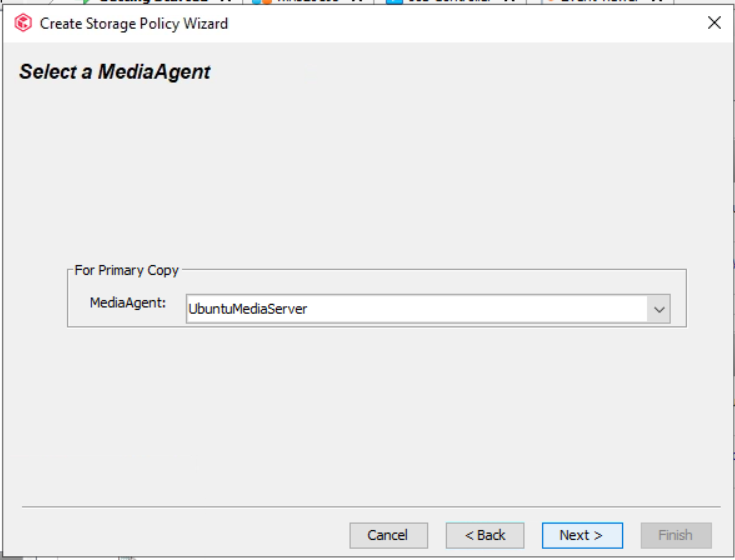 Create Storage Policy Wizard
Select a MediaAgent
For Primary Copy
MediaAgent:
UbuntuMediaServer
Cancel
< Back
Next >
Finish